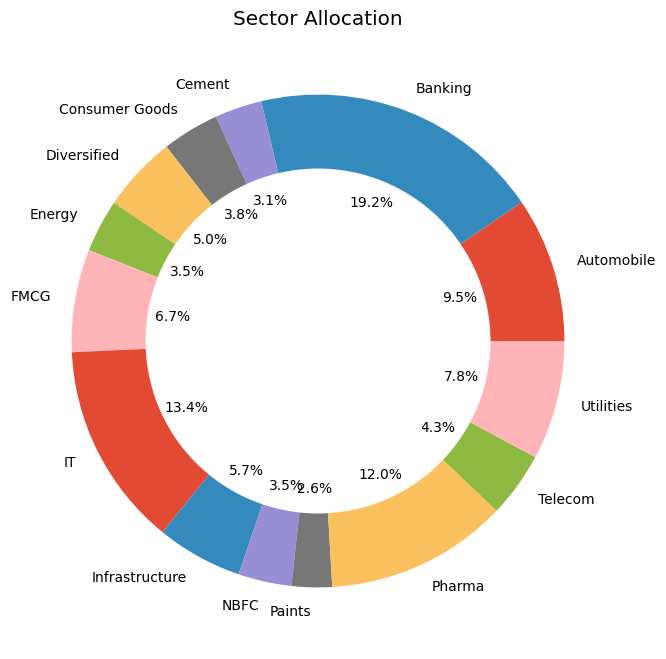 Sector Allocation
Automobile
9.5%
Banking
19.2%
Cement
3.1%
Consumer Goods
3.8%
Diversified
5.0%
Energy
3.5%
FMCG
6.7%
IT
13.4%
Infrastructure
5.7%
NBFC
3.5%
Paints
2.6%
Pharma
12.0%
Telecom
4.3%
Utilities
7.8%